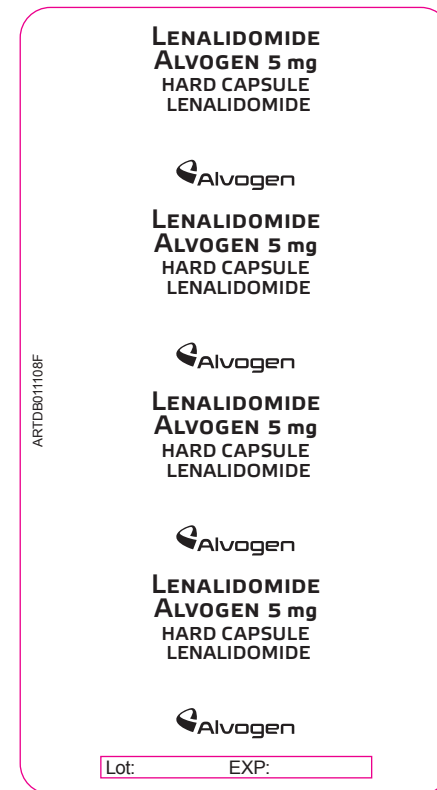 LENALIDOMIDE
ALVOGEN 5 mg
HARD CAPSULE
LENALIDOMIDE
Alvogen
LENALIDOMIDE
ALVOGEN 5 mg
HARD CAPSULE
LENALIDOMIDE
Alvogen
ARTDB011108F
LENALIDOMIDE
ALVOGEN 5 mg
HARD CAPSULE
LENALIDOMIDE
Alvogen
LENALIDOMIDE
ALVOGEN 5 mg
HARD CAPSULE
LENALIDOMIDE
Alvogen
Lot: EXP: